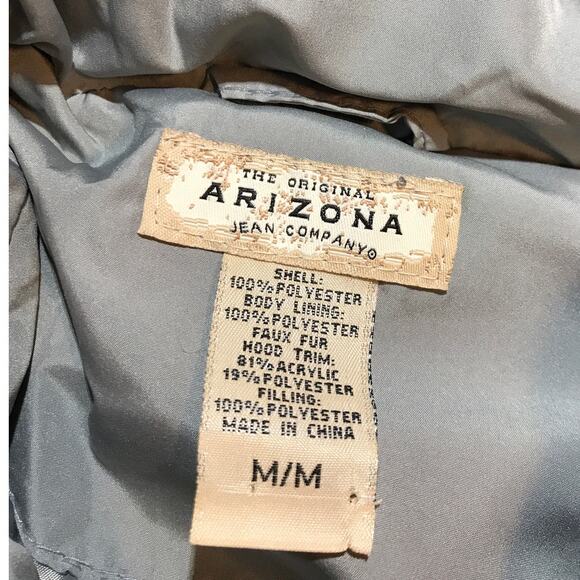 THE ORIGINAL
ARIZONA
JEAN COMPANY®
SHELL:
100%POLYESTER
BODY LINING:
100%POLYESTER
FAUX FUR
HOOD TRIM:
81%ACRYLIC
19%POLYESTER
FILLING:
100%POLYESTER
MADE IN CHINA
M/M